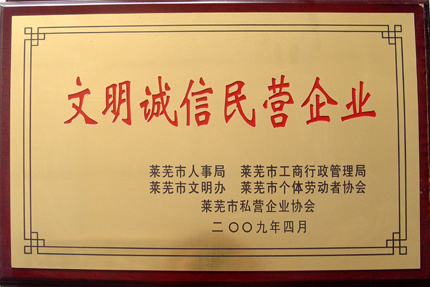 文明诚信民营企业
莱芜市人事局 莱芜市工商行政管理局
莱芜市文明办 莱芜市个体劳动者协会
莱芜市私营企业协会
二〇〇九年四月